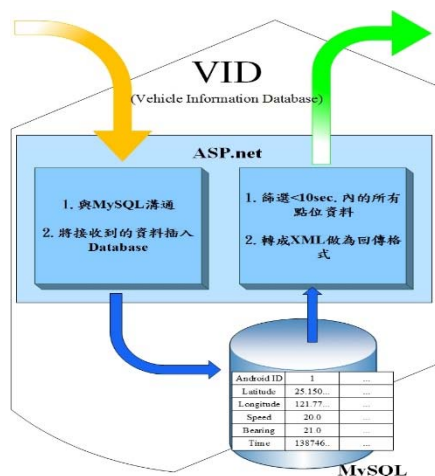 VID
(Vehicle Information Database)
ASP.net
1. 與MySQL溝通
2. 將接收到的資料插入
Database
1. 篩選<10sec. 內的所有
點位資料
2. 轉成XML做為回傳格
式
Android ID 1 ...
Latitude 25.150... ...
Longitude 121.77... ...
Speed 20.0 ...
Bearing 21.0 ...
Time 138746.. ...
MySQL